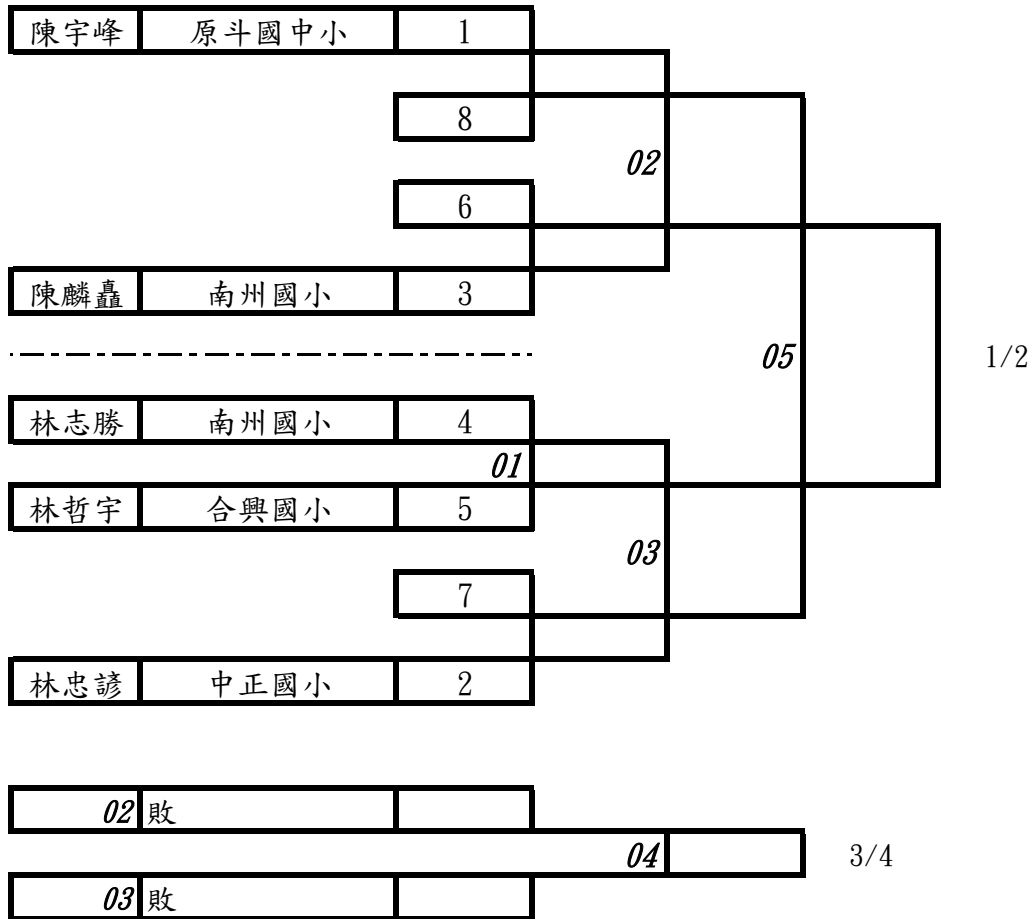 陳宇峰 原斗國中小 1
8
02
6
陳麟矗 南州國小 3
05 1/2
林志勝 南州國小 4
01
林哲宇 合興國小 5
03
7
林忠諺 中正國小 2
02 敗
04 3/4
03 敗